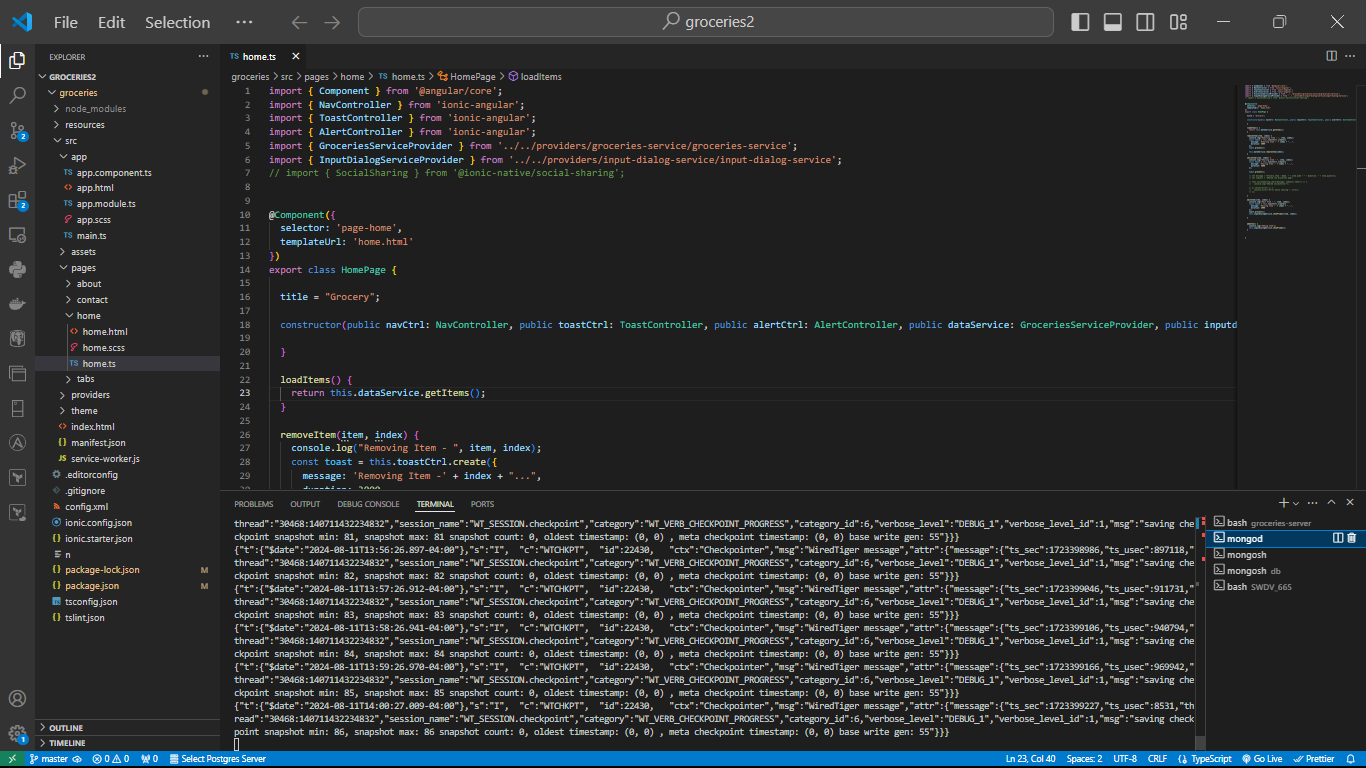 File Edit Selection ··· groceries2
EXPLORER ···
GROCERIES2
groceries
node_modules
resources
src
app
TS app.component.ts
<> app.html
TS app.module.ts
app.scss
TS main.ts
assets
pages
about
contact
home
<> home.html
home.scss
TS home.ts
tabs
providers
theme
<> index.html
{} manifest.json
JS service-worker.js
.editorconfig
.gitignore
config.xml
ionic.config.json
{} ionic.starter.json
n
{} package-lock.json M
{} package.json M
tsconfig.json
{} tslint.json
OUTLINE
TIMELINE
TS home.ts ×
groceries > src > pages > home > TS home.ts > HomePage > loadItems
1 import { Component } from '@angular/core';
2 import { NavController } from 'ionic-angular';
3 import { ToastController } from 'ionic-angular';
4 import { AlertController } from 'ionic-angular';
5 import { GroceriesServiceProvider } from '../../providers/groceries-service/groceries-service';
6 import { InputDialogServiceProvider } from '../../providers/input-dialog-service/input-dialog-service';
7 // import { SocialSharing } from '@ionic-native/social-sharing';
8
9
10 @Component({
11 selector: 'page-home',
12 templateUrl: 'home.html'
13 })
14 export class HomePage {
15
16 title = "Grocery";
17
18 constructor(public navCtrl: NavController, public toastCtrl: ToastController, public alertCtrl: AlertController, public dataService: GroceriesServiceProvider, public inputd
19
20 }
21
22 loadItems() {
23 return this.dataService.getItems();
24 }
25
26 removeItem(item, index) {
27 console.log("Removing Item - ", item, index);
28 const toast = this.toastCtrl.create({
29 message: 'Removing Item -' + index + "...",
PROBLEMS OUTPUT DEBUG CONSOLE TERMINAL PORTS
thread":"30468:140711432234832","session_name":"WT_SESSION.checkpoint","category":"WT_VERB_CHECKPOINT_PROGRESS","category_id":6,"verbose_level":"DEBUG_1","verbose_level_id":1,"msg":"saving che
ckpoint snapshot min: 81, snapshot max: 81 snapshot count: 0, oldest timestamp: (0, 0) , meta checkpoint timestamp: (0, 0) base write gen: 55"}}}
{"t":{"$date":"2024-08-11T13:56:26.897-04:00"},"s":"I", "c":"WTCHKPT", "id":22430, "ctx":"Checkpointer","msg":"WiredTiger message","attr":{"message":{"ts_sec":1723398986,"ts_usec":897118,"
thread":"30468:140711432234832","session_name":"WT_SESSION.checkpoint","category":"WT_VERB_CHECKPOINT_PROGRESS","category_id":6,"verbose_level":"DEBUG_1","verbose_level_id":1,"msg":"saving che
ckpoint snapshot min: 82, snapshot max: 82 snapshot count: 0, oldest timestamp: (0, 0) , meta checkpoint timestamp: (0, 0) base write gen: 55"}}}
{"t":{"$date":"2024-08-11T13:57:26.912-04:00"},"s":"I", "c":"WTCHKPT", "id":22430, "ctx":"Checkpointer","msg":"WiredTiger message","attr":{"message":{"ts_sec":1723399046,"ts_usec":911731,"
thread":"30468:140711432234832","session_name":"WT_SESSION.checkpoint","category":"WT_VERB_CHECKPOINT_PROGRESS","category_id":6,"verbose_level":"DEBUG_1","verbose_level_id":1,"msg":"saving che
ckpoint snapshot min: 83, snapshot max: 83 snapshot count: 0, oldest timestamp: (0, 0) , meta checkpoint timestamp: (0, 0) base write gen: 55"}}}
{"t":{"$date":"2024-08-11T13:58:26.941-04:00"},"s":"I", "c":"WTCHKPT", "id":22430, "ctx":"Checkpointer","msg":"WiredTiger message","attr":{"message":{"ts_sec":1723399106,"ts_usec":940794,"
thread":"30468:140711432234832","session_name":"WT_SESSION.checkpoint","category":"WT_VERB_CHECKPOINT_PROGRESS","category_id":6,"verbose_level":"DEBUG_1","verbose_level_id":1,"msg":"saving che
ckpoint snapshot min: 84, snapshot max: 84 snapshot count: 0, oldest timestamp: (0, 0) , meta checkpoint timestamp: (0, 0) base write gen: 55"}}}
{"t":{"$date":"2024-08-11T13:59:26.970-04:00"},"s":"I", "c":"WTCHKPT", "id":22430, "ctx":"Checkpointer","msg":"WiredTiger message","attr":{"message":{"ts_sec":1723399166,"ts_usec":969942,"
thread":"30468:140711432234832","session_name":"WT_SESSION.checkpoint","category":"WT_VERB_CHECKPOINT_PROGRESS","category_id":6,"verbose_level":"DEBUG_1","verbose_level_id":1,"msg":"saving che
ckpoint snapshot min: 85, snapshot max: 85 snapshot count: 0, oldest timestamp: (0, 0) , meta checkpoint timestamp: (0, 0) base write gen: 55"}}}
{"t":{"$date":"2024-08-11T14:00:27.009-04:00"},"s":"I", "c":"WTCHKPT", "id":22430, "ctx":"Checkpointer","msg":"WiredTiger message","attr":{"message":{"ts_sec":1723399227,"ts_usec":8531,"th
read":"30468:140711432234832","session_name":"WT_SESSION.checkpoint","category":"WT_VERB_CHECKPOINT_PROGRESS","category_id":6,"verbose_level":"DEBUG_1","verbose_level_id":1,"msg":"saving check
point snapshot min: 86, snapshot max: 86 snapshot count: 0, oldest timestamp: (0, 0) , meta checkpoint timestamp: (0, 0) base write gen: 55"}}}
bash groceries-server
mongod
mongosh
mongosh db
bash SWDV_665
2
2
1
master 0 0 0 Select Postgres Server Ln 23, Col 40 Spaces: 2 UTF-8 CRLF {} TypeScript Go Live Prettier